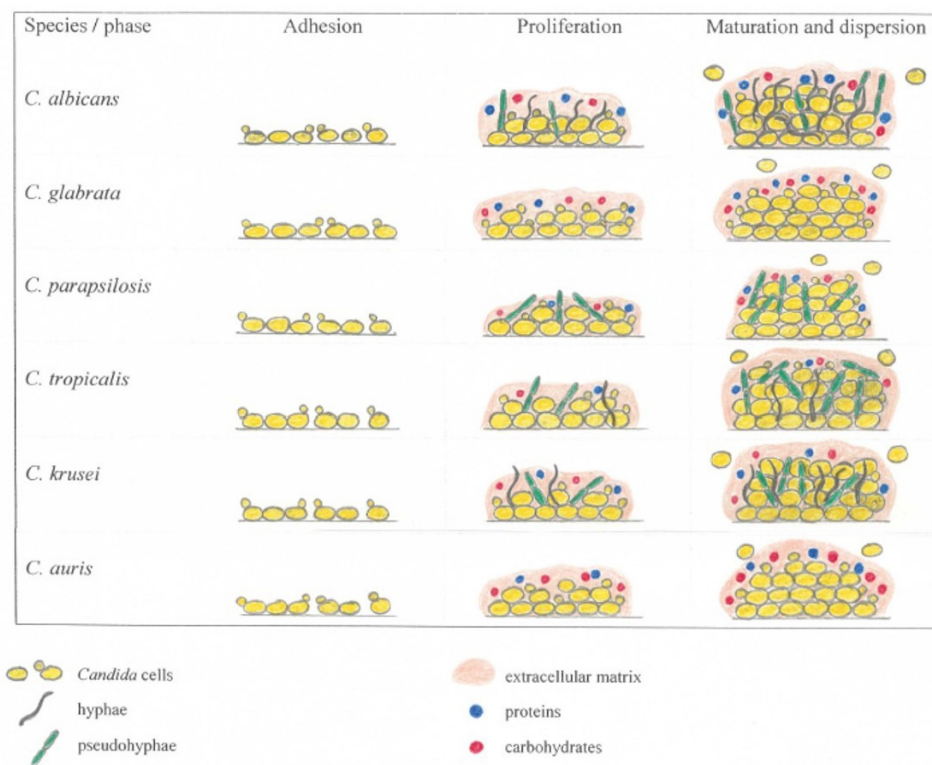 Species / phase Adhesion Proliferation Maturation and dispersion
C. albicans
C. glabrata
C. parapsilosis
C. tropicalis
C. krusei
C. auris
Candida cells
hyphae
pseudohyphae
extracellular matrix
proteins
carbohydrates